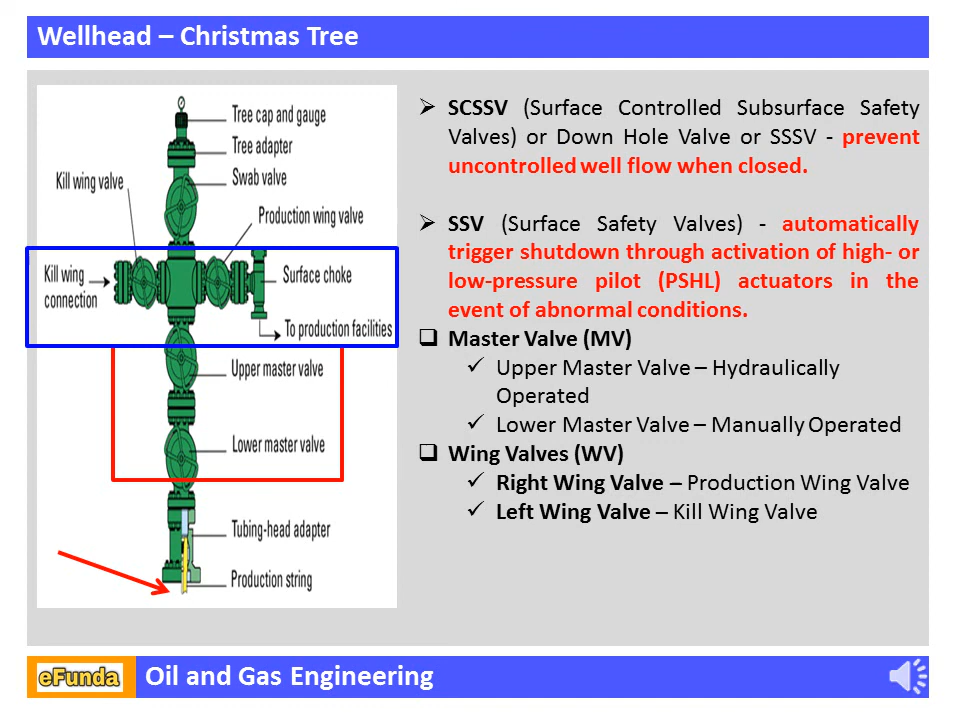 Wellhead – Christmas Tree
Tree cap and gauge
Tree adapter
Swab valve
Kill wing valve
Production wing valve
Kill wing
connection
Surface choke
To production facilities
Upper master valve
Lower master valve
Tubing-head adapter
Production string
➢ SCSSV (Surface Controlled Subsurface Safety
Valves) or Down Hole Valve or SSSV - prevent
uncontrolled well flow when closed.
➢ SSV (Surface Safety Valves) - automatically
trigger shutdown through activation of high- or
low-pressure pilot (PSHL) actuators in the
event of abnormal conditions.
❑ Master Valve (MV)
✓ Upper Master Valve – Hydraulically
Operated
✓ Lower Master Valve – Manually Operated
❑ Wing Valves (WV)
✓ Right Wing Valve – Production Wing Valve
✓ Left Wing Valve – Kill Wing Valve
eFunda
Oil and Gas Engineering